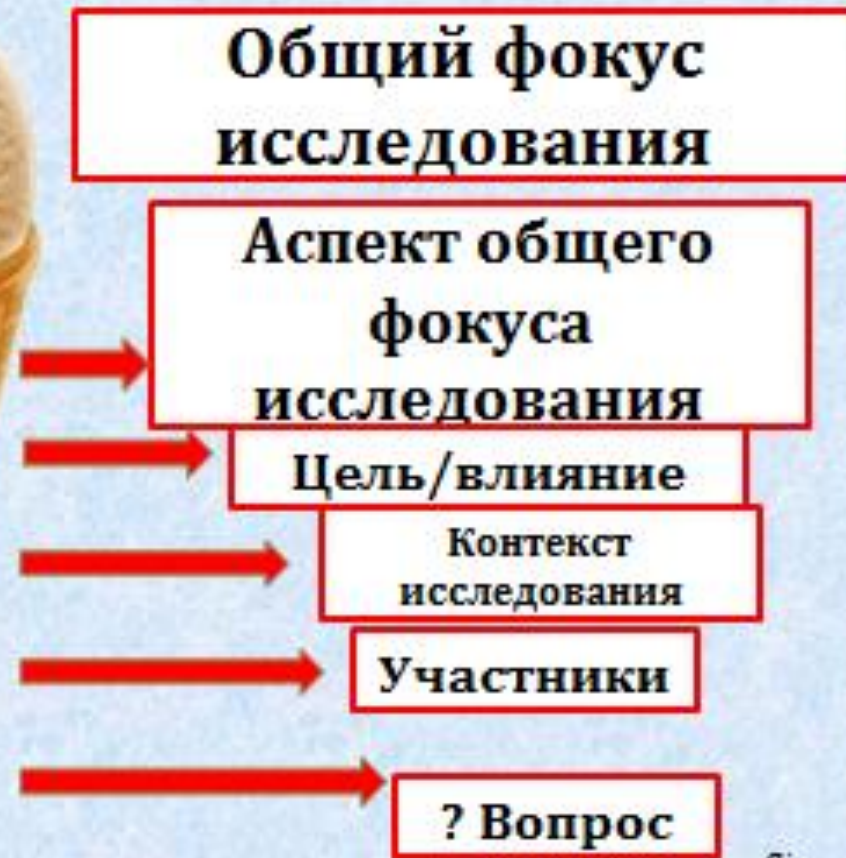 Общий фокус
исследования
Аспект общего
фокуса
исследования
Цель/влияние
Контекст
исследования
Участники
? Вопрос